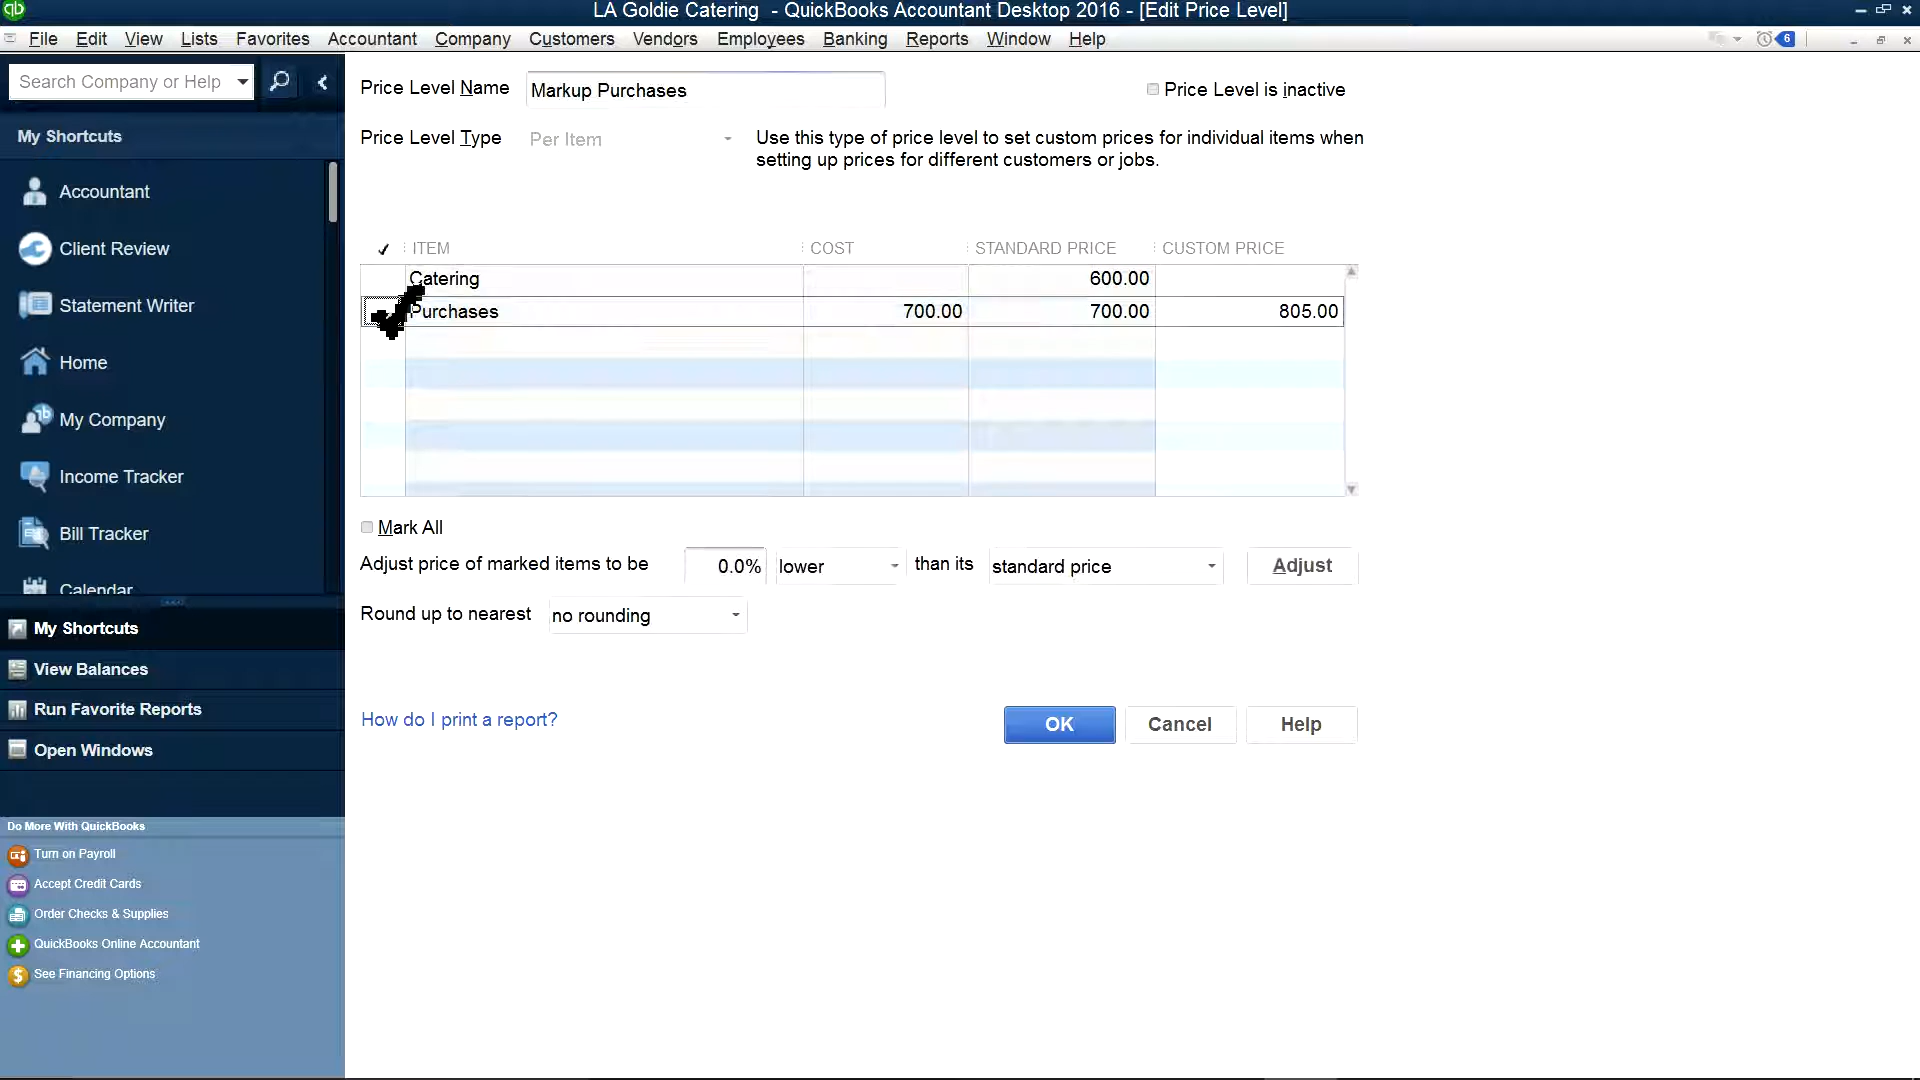 LA Goldie Catering - QuickBooks Accountant Desktop 2016 - [Edit Price Level]
File Edit View Lists Favorites Accountant Company Customers Vendors Employees Banking Reports Window Help
6
Search Company or Help
My Shortcuts
Accountant
Client Review
Statement Writer
Home
My Company
Income Tracker
Bill Tracker
Calendar
My Shortcuts
View Balances
Run Favorite Reports
Open Windows
Do More With QuickBooks
Turn on Payroll
Accept Credit Cards
Order Checks & Supplies
QuickBooks Online Accountant
See Financing Options
Price Level Name Markup Purchases Price Level is inactive
Price Level Type Per Item Use this type of price level to set custom prices for individual items when
setting up prices for different customers or jobs.
ITEM COST STANDARD PRICE CUSTOM PRICE
Catering 600.00
Purchases 700.00 700.00 805.00
Mark All
Adjust price of marked items to be 0.0% lower than its standard price Adjust
Round up to nearest no rounding
How do I print a report? OK Cancel Help